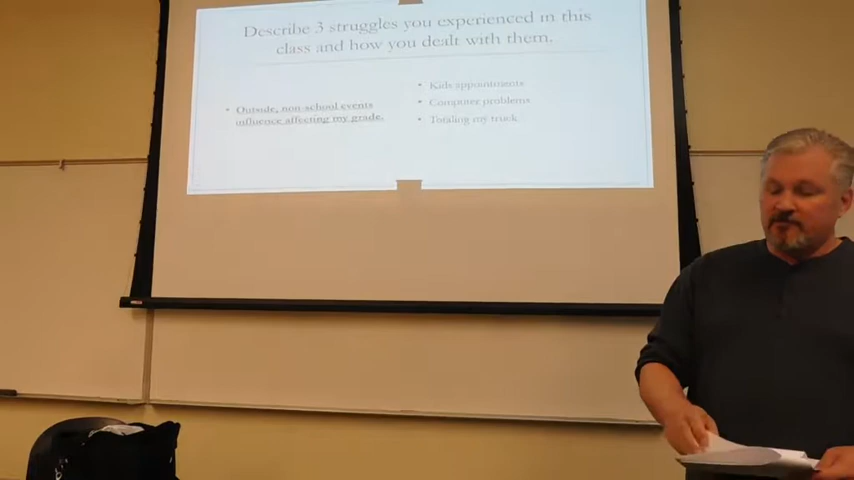 Describe 3 struggles you experienced in this
class and how you dealt with them.
• Outside, non-school events
influence affecting my grade.
• Kids appointments
• Computer problems
• Totaling my truck